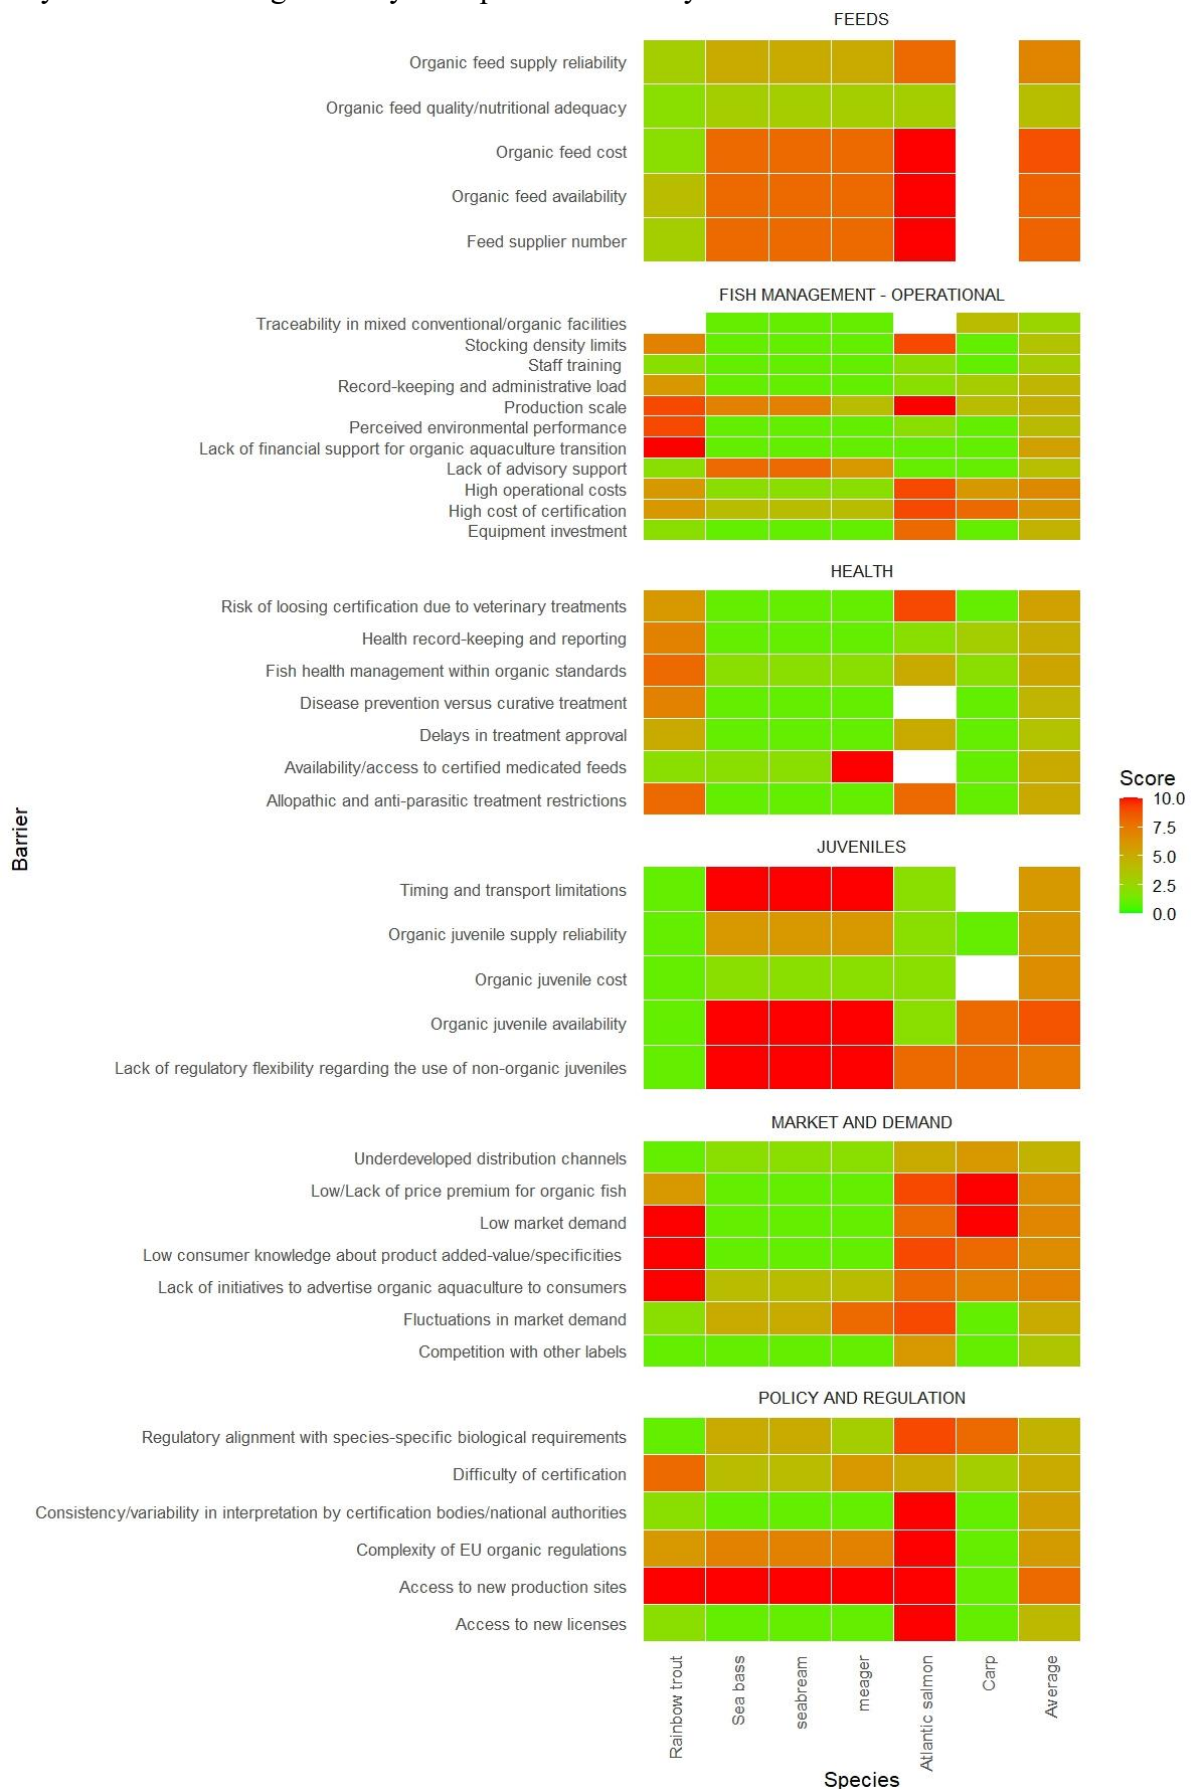 FEEDS
Organic feed supply reliability
Organic feed quality/nutritional adequacy
Organic feed cost
Organic feed availability
Feed supplier number
FISH MANAGEMENT - OPERATIONAL
Traceability in mixed conventional/organic facilities
Stocking density limits
Staff training
Record-keeping and administrative load
Production scale
Perceived environmental performance
Lack of financial support for organic aquaculture transition
Lack of advisory support
High operational costs
High cost of certification
Equipment investment
HEALTH
Risk of loosing certification due to veterinary treatments
Health record-keeping and reporting
Fish health management within organic standards
Disease prevention versus curative treatment
Delays in treatment approval
Availability/access to certified medicated feeds
Allopathic and anti-parasitic treatment restrictions
JUVENILES
Timing and transport limitations
Organic juvenile supply reliability
Organic juvenile cost
Organic juvenile availability
Lack of regulatory flexibility regarding the use of non-organic juveniles
MARKET AND DEMAND
Underdeveloped distribution channels
Low/Lack of price premium for organic fish
Low market demand
Low consumer knowledge about product added-value/specificities
Lack of initiatives to advertise organic aquaculture to consumers
Fluctuations in market demand
Competition with other labels
POLICY AND REGULATION
Regulatory alignment with species-specific biological requirements
Difficulty of certification
Consistency/variability in interpretation by certification bodies/national authorities
Complexity of EU organic regulations
Access to new production sites
Access to new licenses
Rainbow trout
Sea bass
seabream
meager
Atlantic salmon
Carp
Average
Species
Barrier
Score
10.0
7.5
5.0
2.5
0.0